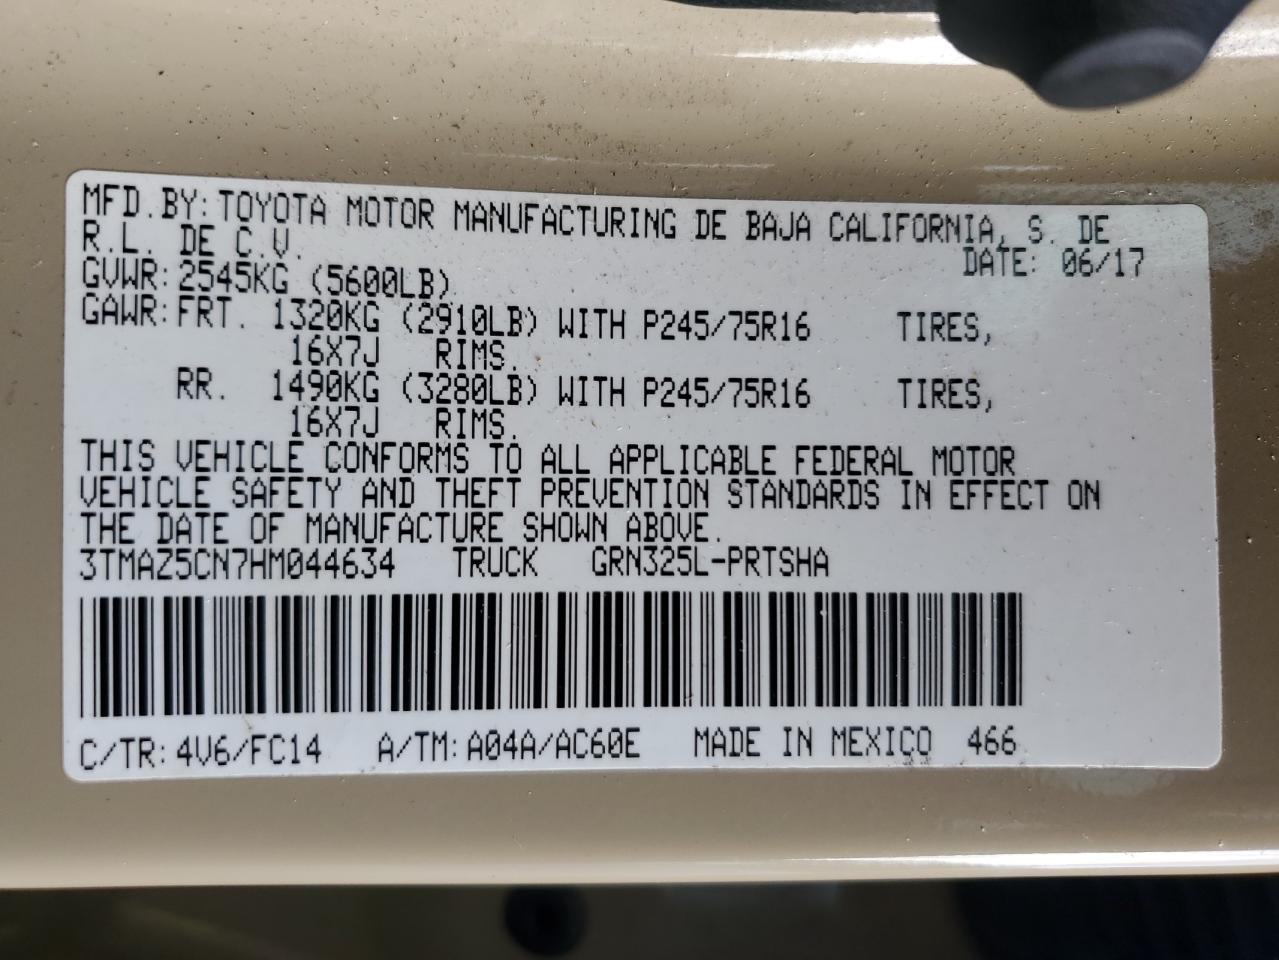 MFD.BY:TOYOTA MOTOR MANUFACTURING DE BAJA CALIFORNIA, S. DE
R.L. DE C.V.
DATE: 06/17
GVWR:2545KG (5600LB)
GAWR:FRT. 1320KG (2910LB) WITH P245/75R16 TIRES,
16X7J RIMS.
RR. 1490KG (3280LB) WITH P245/75R16 TIRES,
16X7J RIMS.
THIS VEHICLE CONFORMS TO ALL APPLICABLE FEDERAL MOTOR
VEHICLE SAFETY AND THEFT PREVENTION STANDARDS IN EFFECT ON
THE DATE OF MANUFACTURE SHOWN ABOVE.
3TMAZ5CN7HM044634 TRUCK GRN325L-PRTSHA
C/TR:4V6/FC14 A/TM:A04A/AC60E MADE IN MEXICO 466